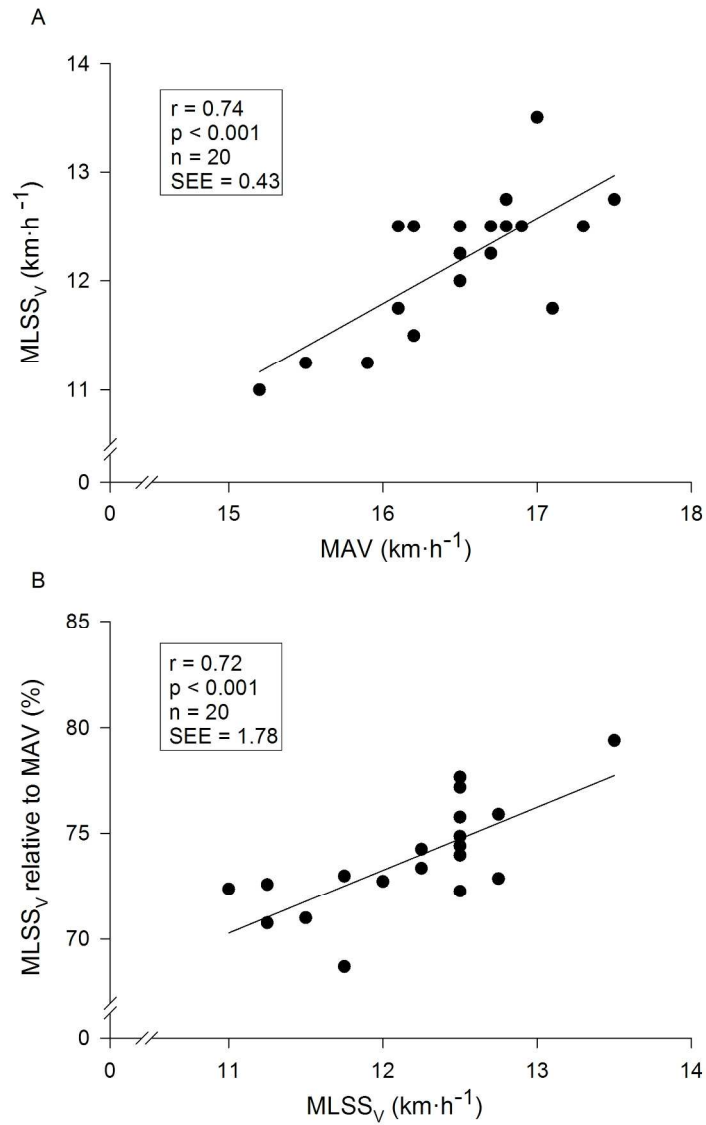 A
14
13
12
11
0
r = 0.74
p < 0.001
n = 20
SEE = 0.43
MLSSV (km·h⁻¹)
0 15 16 17 18
MAV (km·h⁻¹)
B
85
80
75
70
0
r = 0.72
p < 0.001
n = 20
SEE = 1.78
MLSSV relative to MAV (%)
0 11 12 13 14
MLSSV (km·h⁻¹)